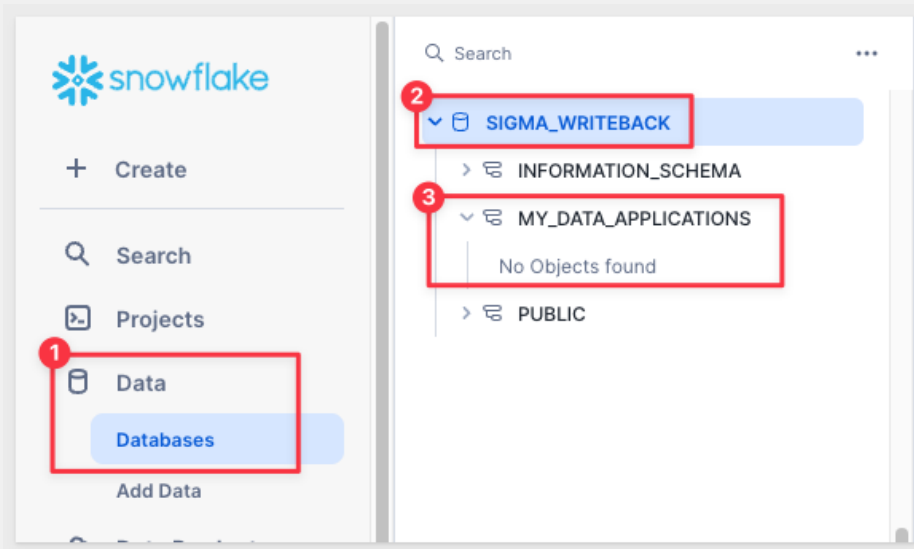 snowflake
Create
Search
Projects
1
Data
Databases
Add Data
Search
2
SIGMA_WRITEBACK
INFORMATION_SCHEMA
3
MY_DATA_APPLICATIONS
No Objects found
PUBLIC